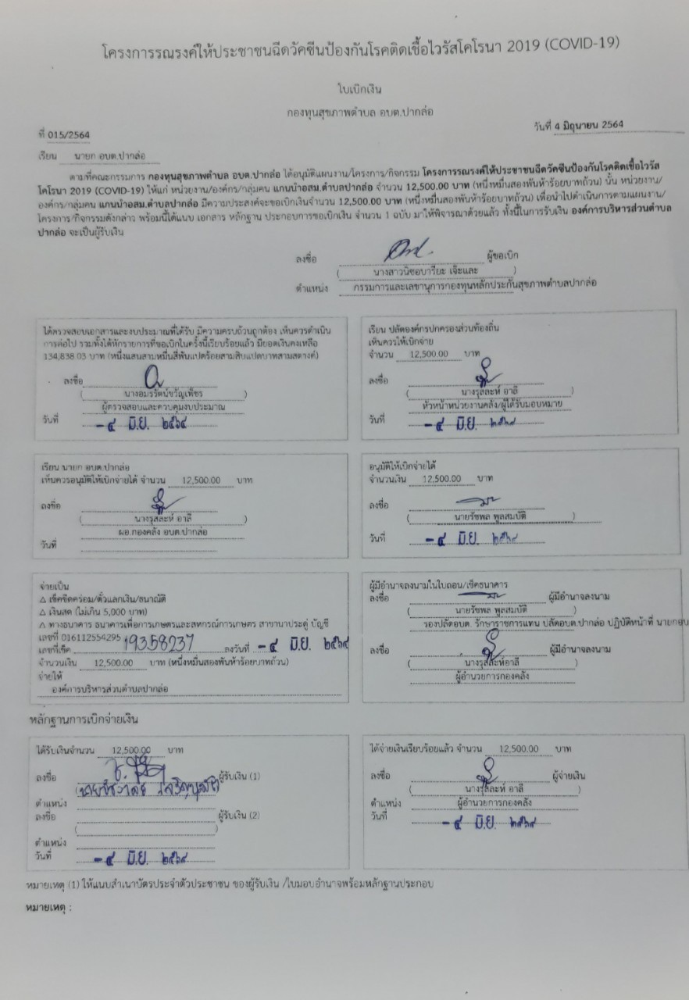 โครงการรณรงค์ให้ประชาชนฉีดวัคซีนป้องกันโรคติดเชื้อไวรัสโคโรนา 2019 (COVID-19)
ใบเบิกเงิน
กองทุนสุขภาพตำบล อบต.ปากล่อ
ที่ 015/2564
วันที่ 4 มิถุนายน 2564
เรียน นายก อบต.ปากล่อ
ตามที่คณะกรรมการ กองทุนสุขภาพตำบล อบต.ปากล่อ ได้อนุมัติแผนงาน/โครงการ/กิจกรรม โครงการรณรงค์ให้ประชาชนฉีดวัคซีนป้องกันโรคติดเชื้อไวรัส
โคโรนา 2019 (COVID-19) ให้แก่ หน่วยงาน/องค์กร/กลุ่มคน แกนนำอสม.ตำบลปากล่อ จำนวน 12,500.00 บาท (หนึ่งหมื่นสองพันห้าร้อยบาทถ้วน) นั้น หน่วยงาน/
องค์กร/กลุ่มคน แกนนำอสม.ตำบลปากล่อ มีความประสงค์จะขอเบิกเงินจำนวน 12,500.00 บาท (หนึ่งหมื่นสองพันห้าร้อยบาทถ้วน) เพื่อนำไปดำเนินการตามแผนงาน/
โครงการ/กิจกรรมดังกล่าว พร้อมนี้ได้แนบ เอกสาร หลักฐาน ประกอบการขอเบิกเงิน จำนวน 1 ฉบับ มาให้พิจารณาด้วยแล้ว ทั้งนี้ในการรับเงิน องค์การบริหารส่วนตำบล
ปากล่อ จะเป็นผู้รับเงิน
ลงชื่อ ผู้ขอเบิก
( นางสาวนิซอบารียะ เจ๊ะและ )
ตำแหน่ง กรรมการและเลขานุการกองทุนหลักประกันสุขภาพตำบลปากล่อ
ได้ตรวจสอบเอกสารและงบประมาณที่ได้รับ มีความครบถ้วนถูกต้อง เห็นควรดำเนิน
การต่อไป รวมทั้งได้หักรายการที่ขอเบิกในครั้งนี้เรียบร้อยแล้ว มียอดเงินคงเหลือ
134,838.03 บาท (หนึ่งแสนสามหมื่นสี่พันแปดร้อยสามสิบแปดบาทสามสตางค์)
ลงชื่อ
( นางอมรรัตน์ขวัญเพ็ชร )
ผู้ตรวจสอบและควบคุมงบประมาณ
วันที่ -๔ มิ.ย. ๒๕๖๔
เรียน ปลัดองค์กรปกครองส่วนท้องถิ่น
เห็นควรให้เบิกจ่าย
จำนวน 12,500.00 บาท
ลงชื่อ
( นางรุสละห์ อาลี )
หัวหน้าหน่วยงานคลัง/ผู้ได้รับมอบหมาย
วันที่ -๔ มิ.ย. ๒๕๖๔
เรียน นายก อบต.ปากล่อ
เห็นควรอนุมัติให้เบิกจ่ายได้ จำนวน 12,500.00 บาท
ลงชื่อ
( นางรุสละห์ อาลี )
ผอ.กองคลัง อบต.ปากล่อ
วันที่
อนุมัติให้เบิกจ่ายได้
จำนวนเงิน 12,500.00 บาท
ลงชื่อ
( นายรัชพล พูลสมบัติ )
วันที่ -๔ มิ.ย. ๒๕๖๔
จ่ายเป็น
△ เช็คขีดคร่อม/ตั๋วแลกเงิน/ธนาณัติ
△ เงินสด (ไม่เกิน 5,000 บาท)
△ ทางธนาคาร ธนาคารเพื่อการเกษตรและสหกรณ์การเกษตร สาขานาประดู่ บัญชี
เลขที่ 016112554295
เลขที่เช็ค 19358237 ลงวันที่ -๔ มิ.ย. ๒๕๖๔
จำนวนเงิน 12,500.00 บาท (หนึ่งหมื่นสองพันห้าร้อยบาทถ้วน)
จ่ายให้
องค์การบริหารส่วนตำบลปากล่อ
ผู้มีอำนาจลงนามในใบถอน/เช็คธนาคาร
ลงชื่อ ผู้มีอำนาจลงนาม
( นายรัชพล พูลสมบัติ )
รองปลัดอบต. รักษาราชการแทน ปลัดอบต.ปากล่อ ปฏิบัติหน้าที่ นายกอบ
ลงชื่อ ผู้มีอำนาจลงนาม
( นางรุสละห์อาลี )
ผู้อำนวยการกองคลัง
หลักฐานการเบิกจ่ายเงิน
ได้รับเงินจำนวน 12,500.00 บาท
ลงชื่อ ผู้รับเงิน (1)
ตำแหน่ง
ลงชื่อ ผู้รับเงิน (2)
( )
ตำแหน่ง
วันที่ -๔ มิ.ย. ๒๕๖๔
ได้จ่ายเงินเรียบร้อยแล้ว จำนวน 12,500.00 บาท
ลงชื่อ ผู้จ่ายเงิน
( นางรุสละห์ อาลี )
ตำแหน่ง ผู้อำนวยการกองคลัง
วันที่ -๔ มิ.ย. ๒๕๖๔
หมายเหตุ (1) ให้แนบสำเนาบัตรประจำตัวประชาชน ของผู้รับเงิน /ใบมอบอำนาจพร้อมหลักฐานประกอบ
หมายเหตุ :